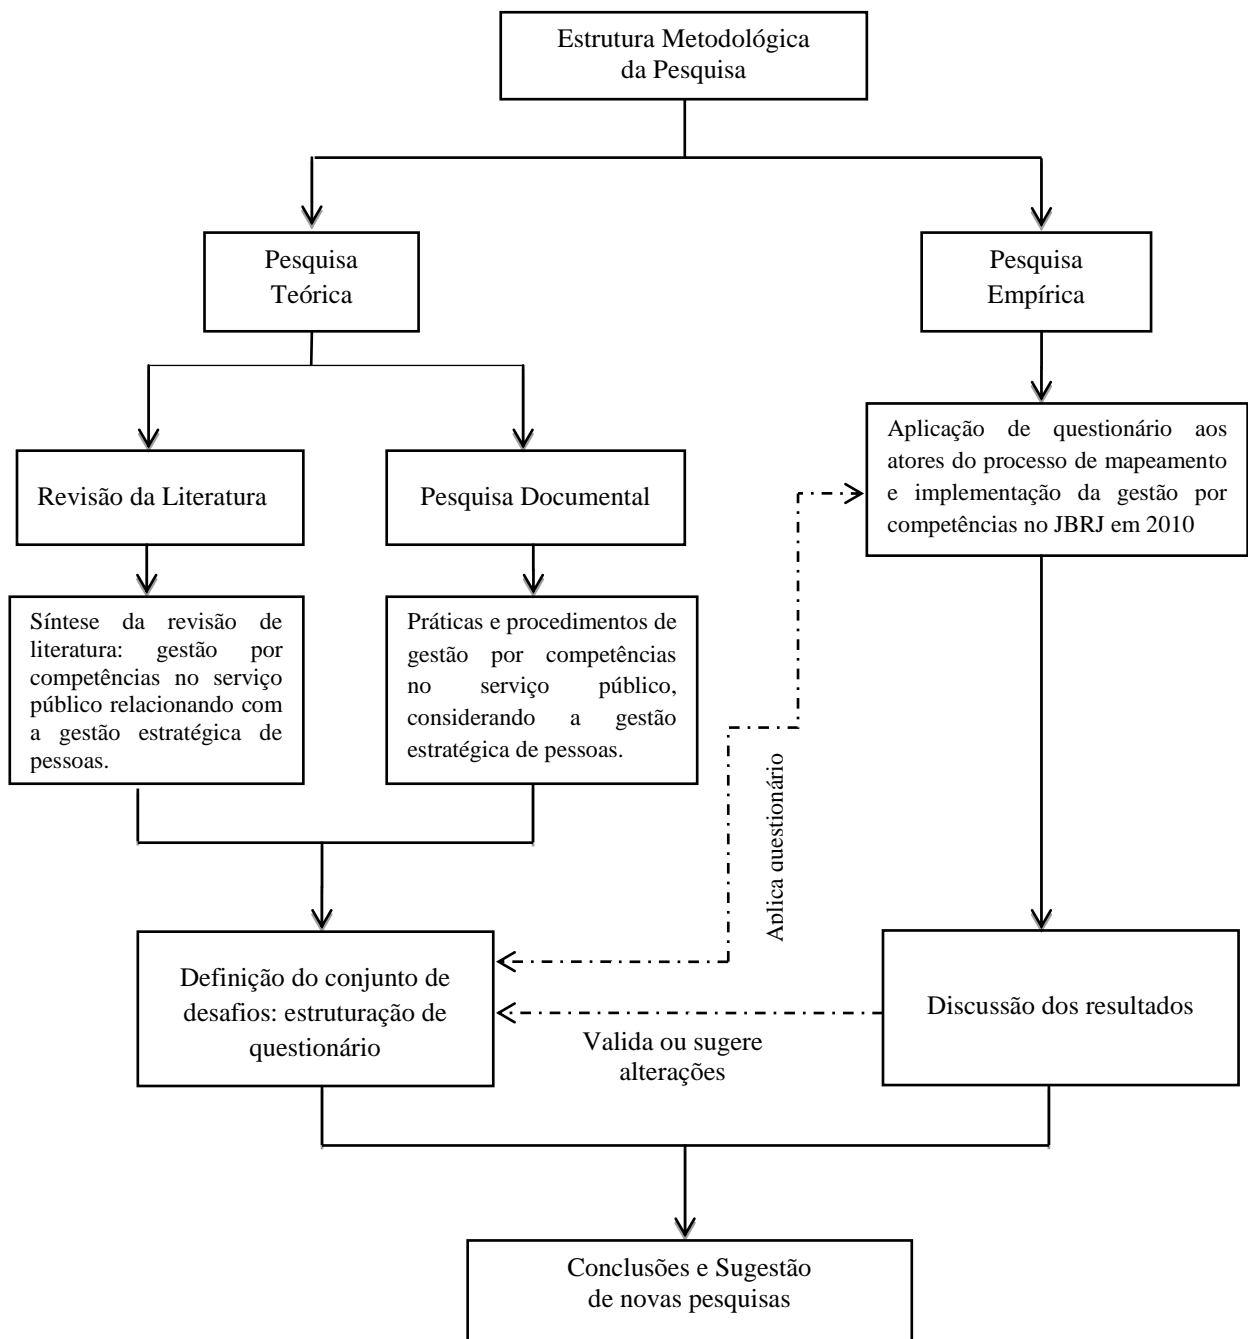 Estrutura Metodológica
da Pesquisa
Pesquisa
Teórica
Pesquisa
Empírica
Revisão da Literatura
Pesquisa Documental
Aplicação de questionário aos
atores do processo de mapeamento
e implementação da gestão por
competências no JBRJ em 2010
Síntese da revisão de
literatura: gestão por
competências no serviço
público relacionando com
a gestão estratégica de
pessoas.
Práticas e procedimentos de
gestão por competências
no serviço público,
considerando a gestão
estratégica de pessoas.
Aplica questionário
Definição do conjunto de
desafios: estruturação de
questionário
Valida ou sugere
alterações
Discussão dos resultados
Conclusões e Sugestão
de novas pesquisas